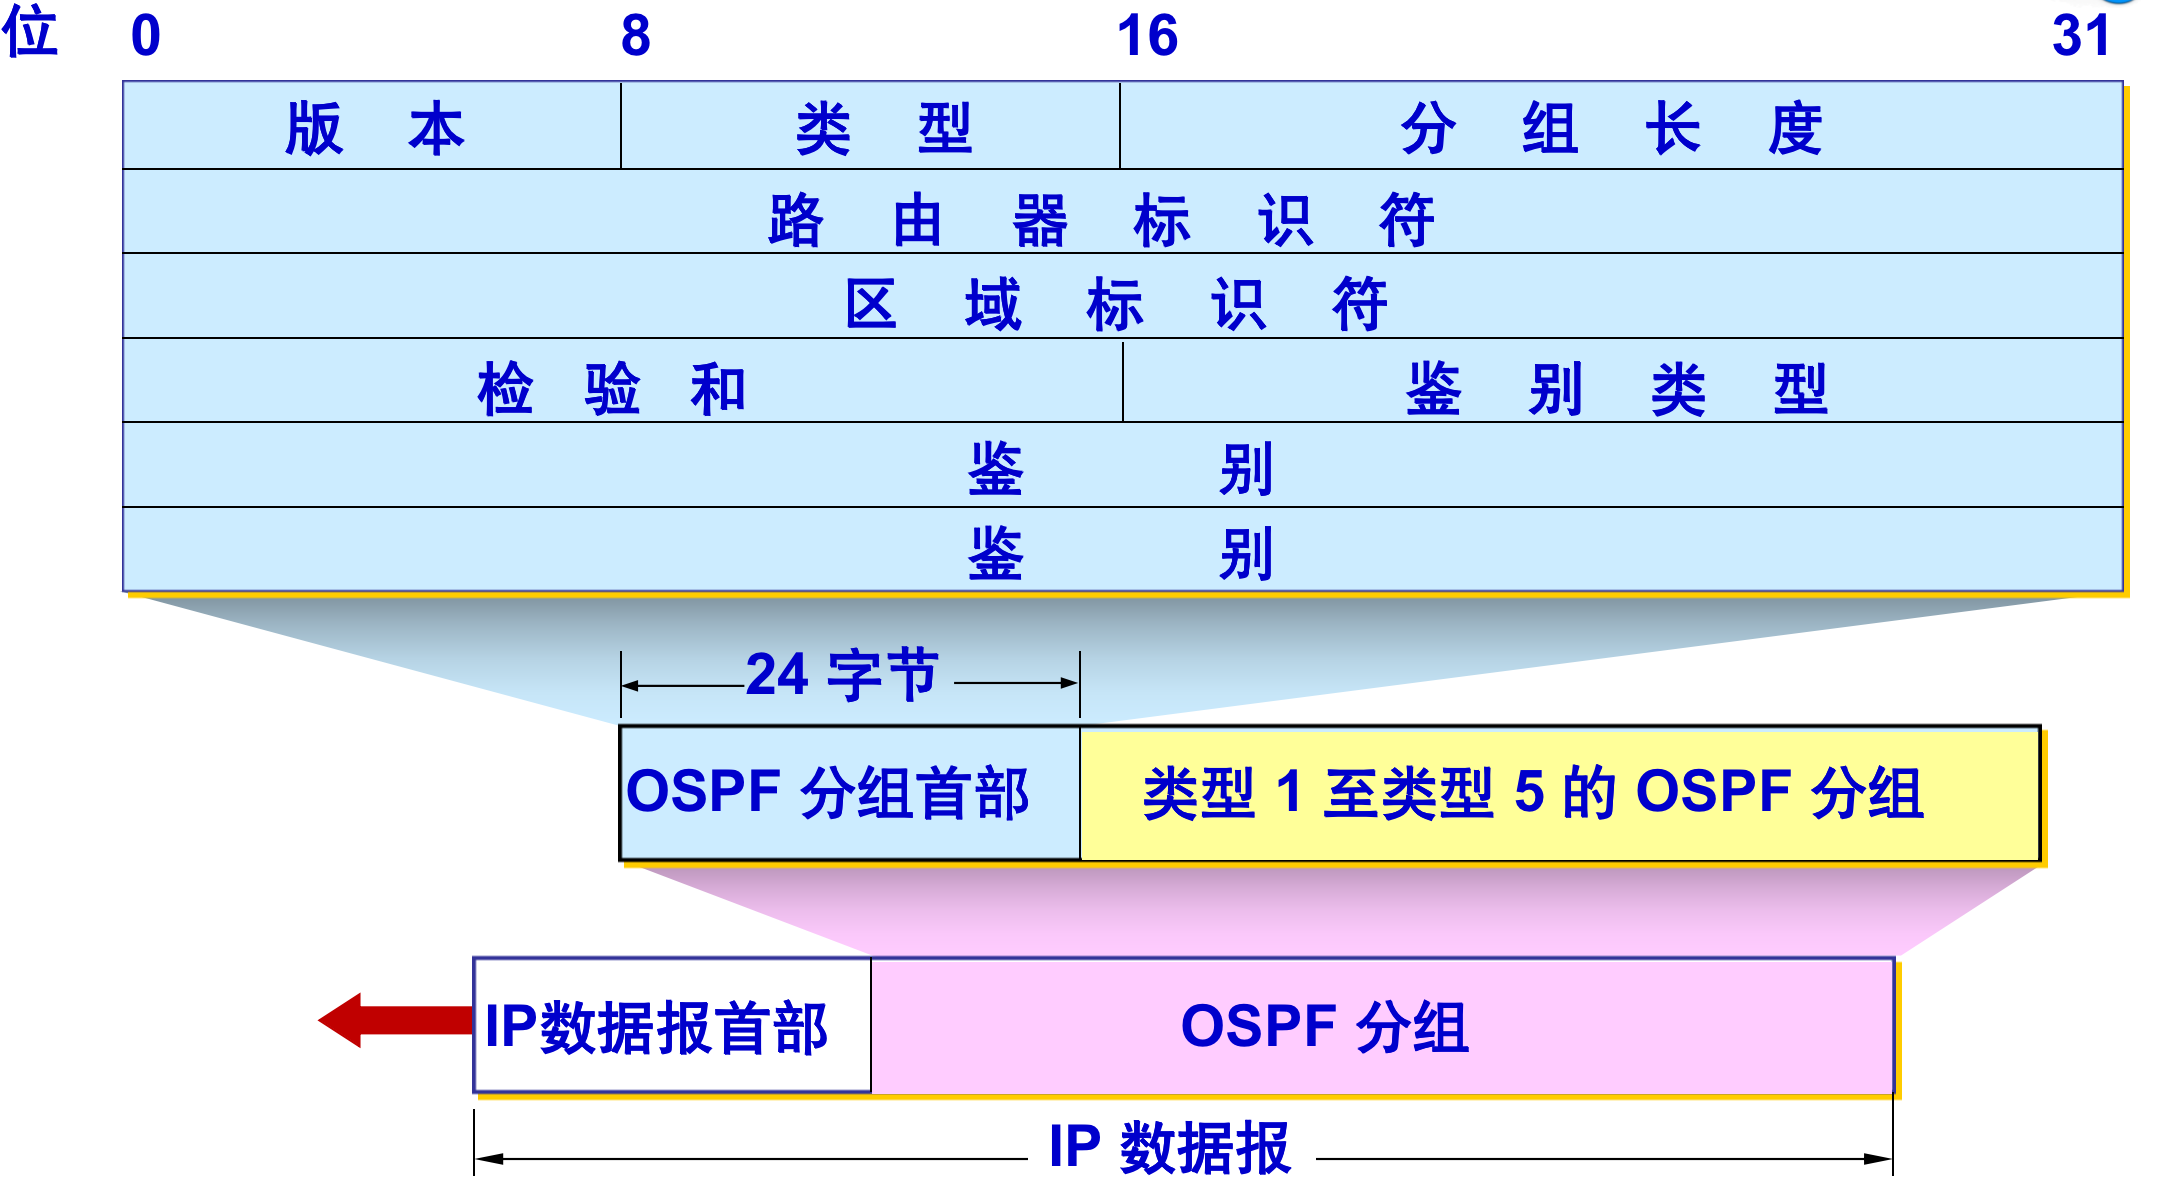 位 0 8 16 31
版 本 类 型 分 组 长 度
路 由 器 标 识 符
区 域 标 识 符
检 验 和 鉴 别 类 型
鉴 别
鉴 别
24 字节
OSPF 分组首部 类型 1 至类型 5 的 OSPF 分组
IP数据报首部 OSPF 分组
IP 数据报